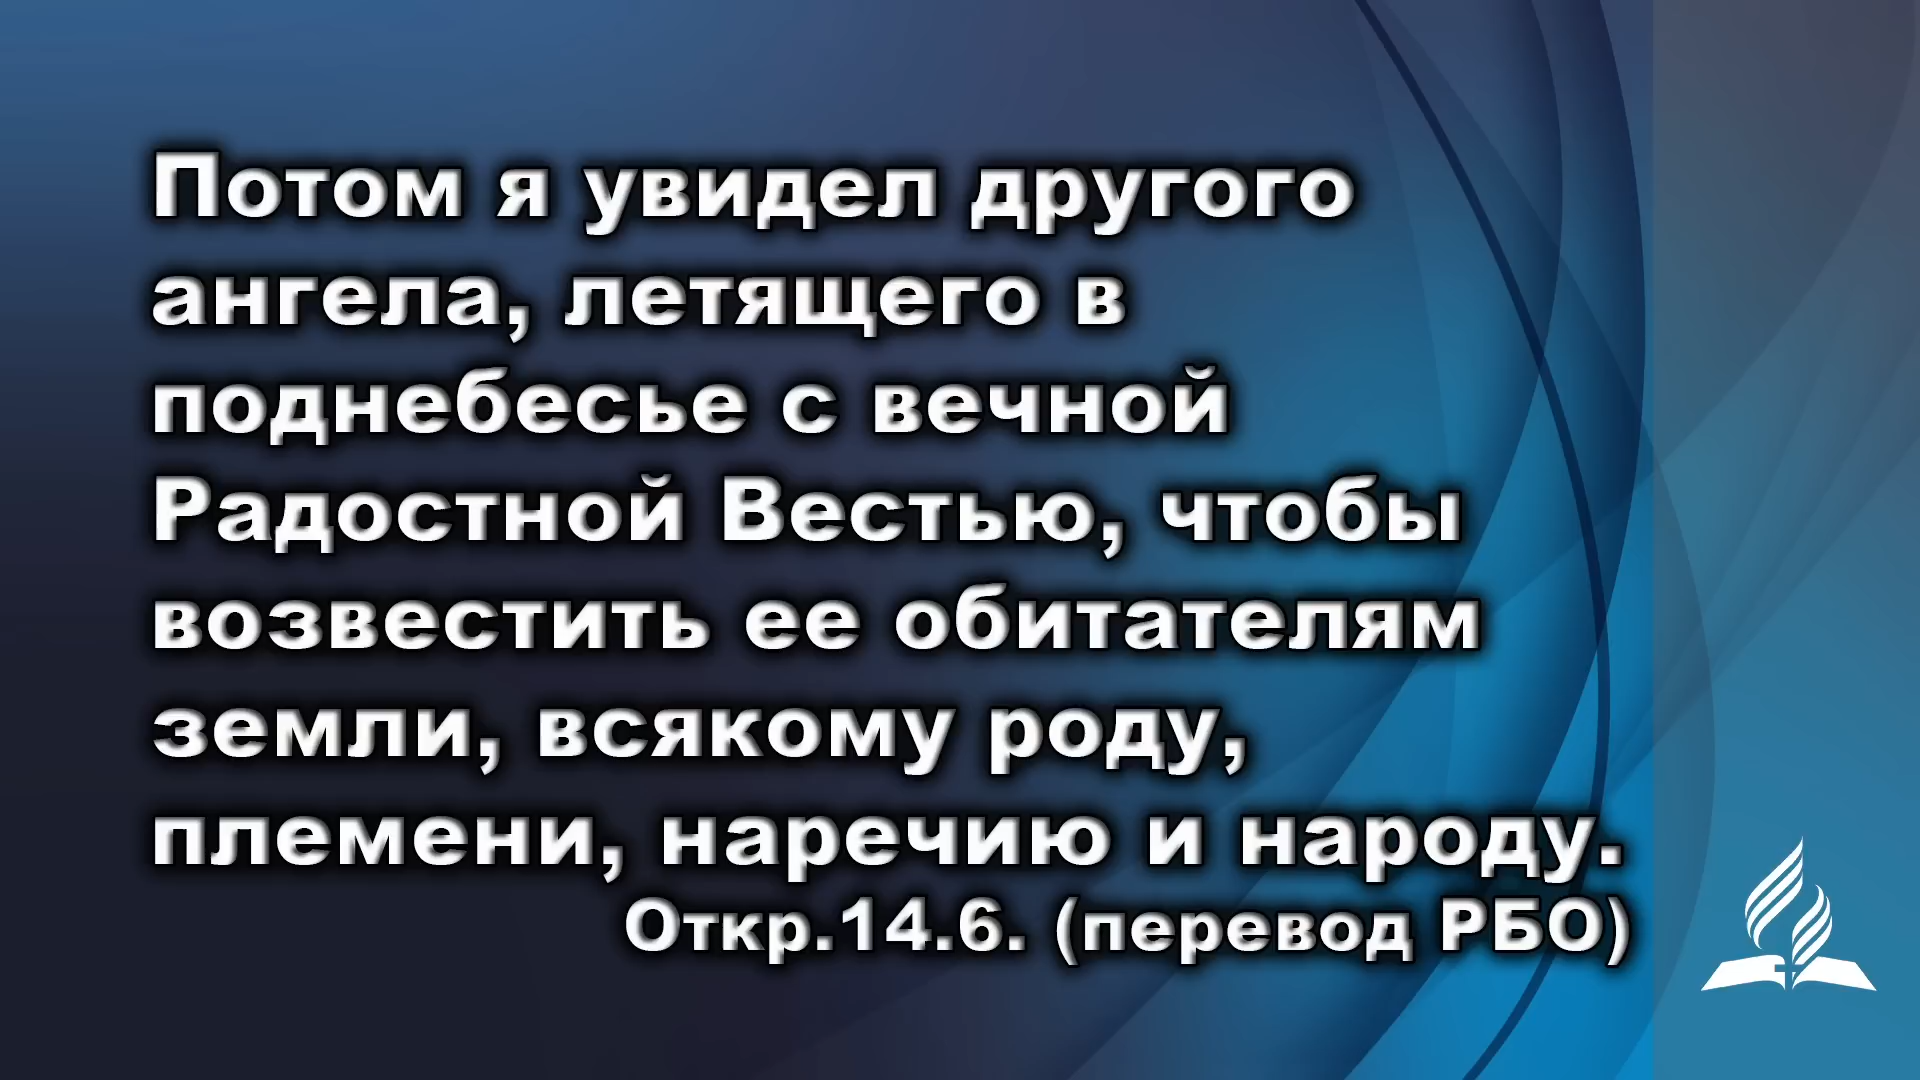 Потом я увидел другого
ангела, летящего в
поднебесье с вечной
Радостной Вестью, чтобы
возвестить ее обитателям
земли, всякому роду,
племени, наречию и народу.
Откр.14.6. (перевод РБО)